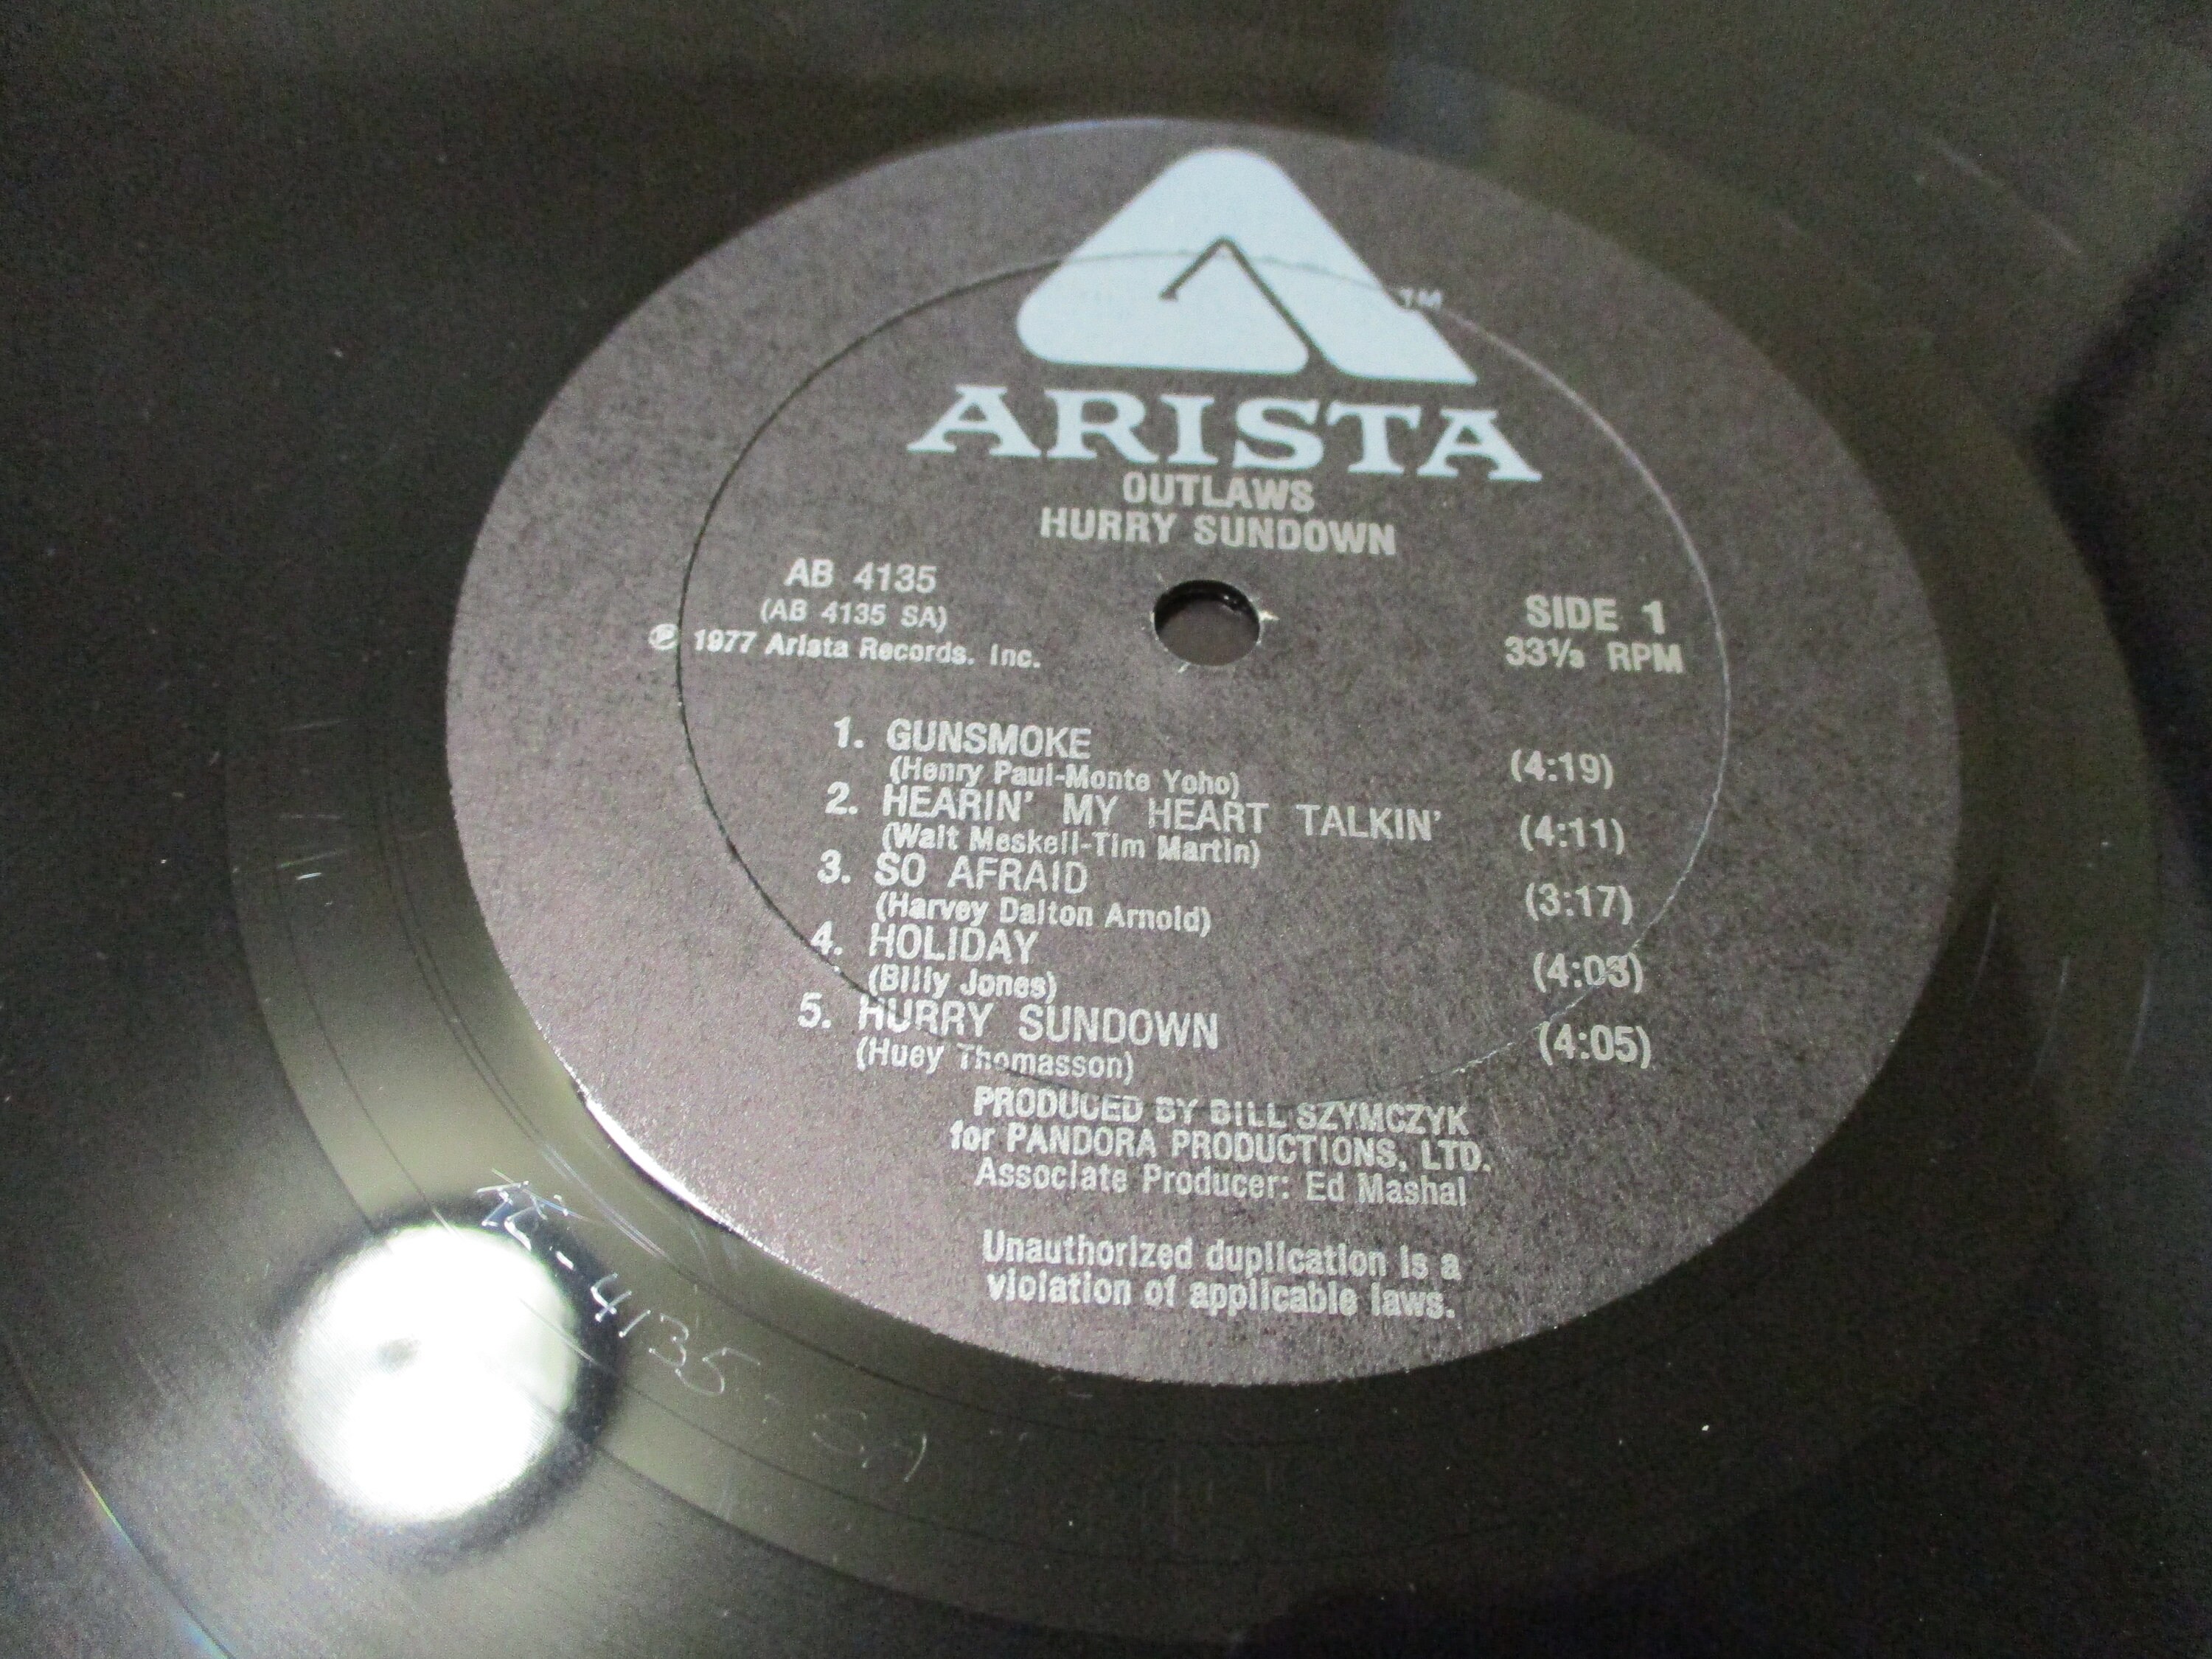 TM
ARISTA
OUTLAWS
HURRY SUNDOWN
AB 4135
(AB 4135 SA)
℗ 1977 Arista Records, Inc.
SIDE 1
33⅓ RPM
1. GUNSMOKE (4:19)
(Henry Paul-Monte Yoho)
2. HEARIN' MY HEART TALKIN' (4:11)
(Walt Meskell-Tim Martin)
3. SO AFRAID (3:17)
(Harvey Dalton Arnold)
4. HOLIDAY (4:03)
(Billy Jones)
5. HURRY SUNDOWN (4:05)
(Huey Thomasson)
PRODUCED BY BILL SZYMCZYK
for PANDORA PRODUCTIONS, LTD.
Associate Producer: Ed Mashal
Unauthorized duplication is a
violation of applicable laws.
-4135-SA